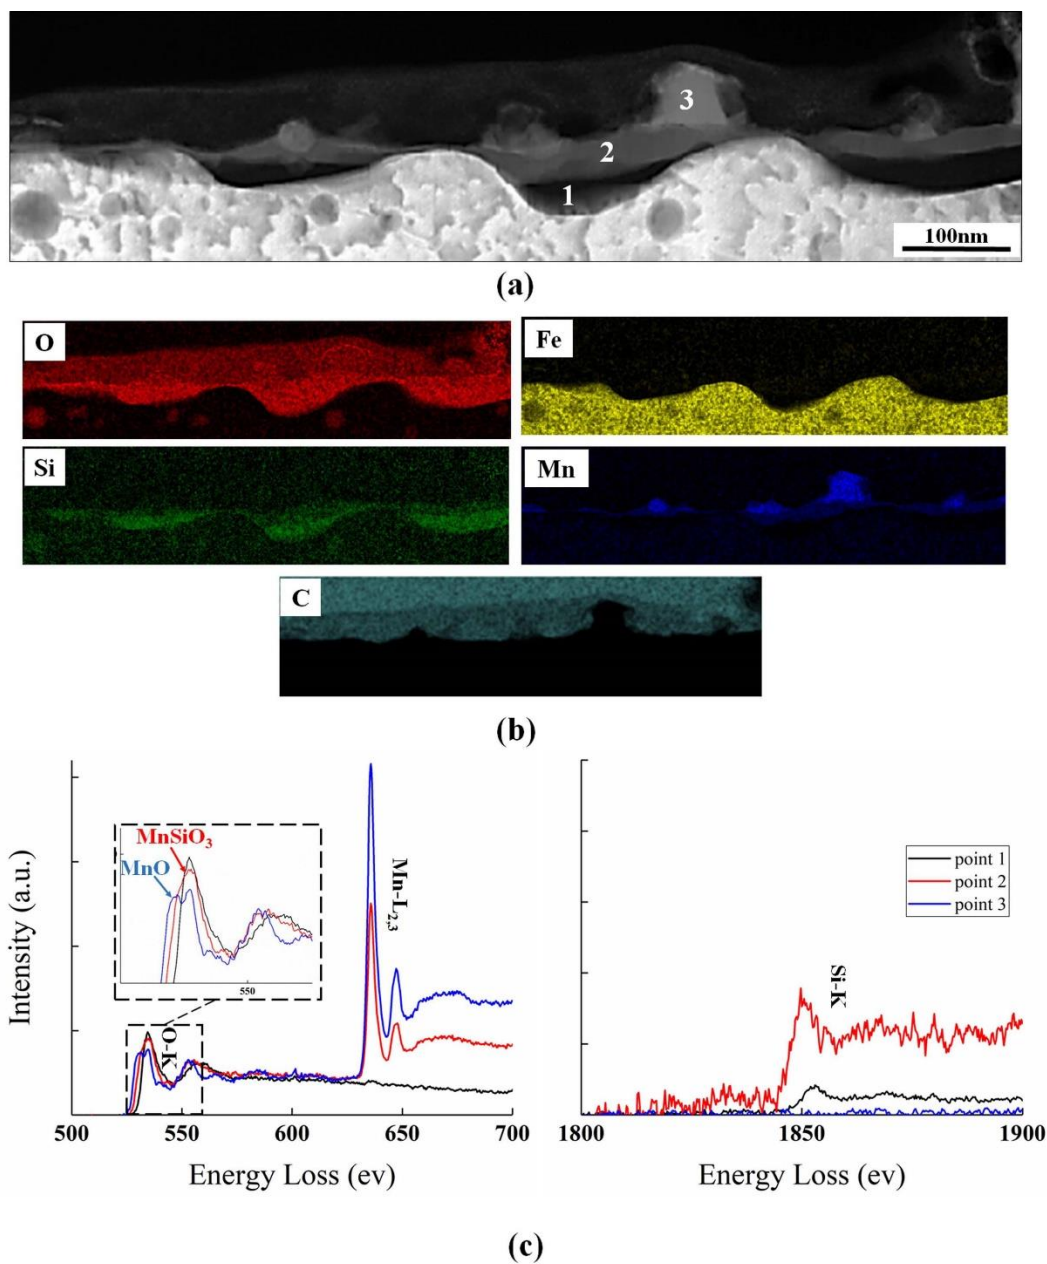 3
2
1
100nm
(a)
O
Fe
Si
Mn
C
(b)
MnSiO₃
MnO
550
O-K
Mn-L₂,₃
Intensity (a.u.)
500 550 600 650 700
Energy Loss (ev)
point 1
point 2
point 3
Si-K
1800 1850 1900
Energy Loss (ev)
(c)